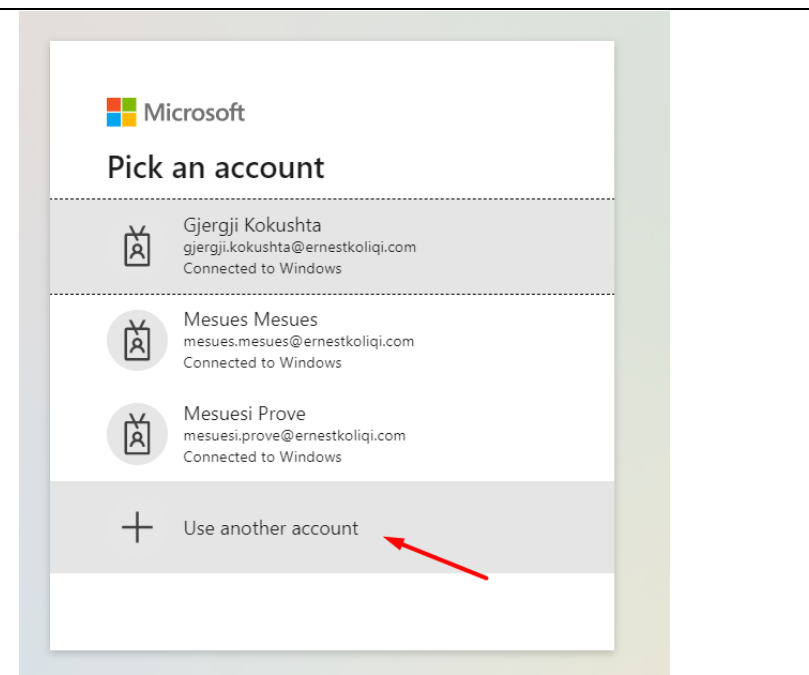 Microsoft
Pick an account
Gjergji Kokushta
gjergji.kokushta@ernestkoliqi.com
Connected to Windows
Mesues Mesues
mesues.mesues@ernestkoliqi.com
Connected to Windows
Mesuesi Prove
mesuesi.prove@ernestkoliqi.com
Connected to Windows
Use another account